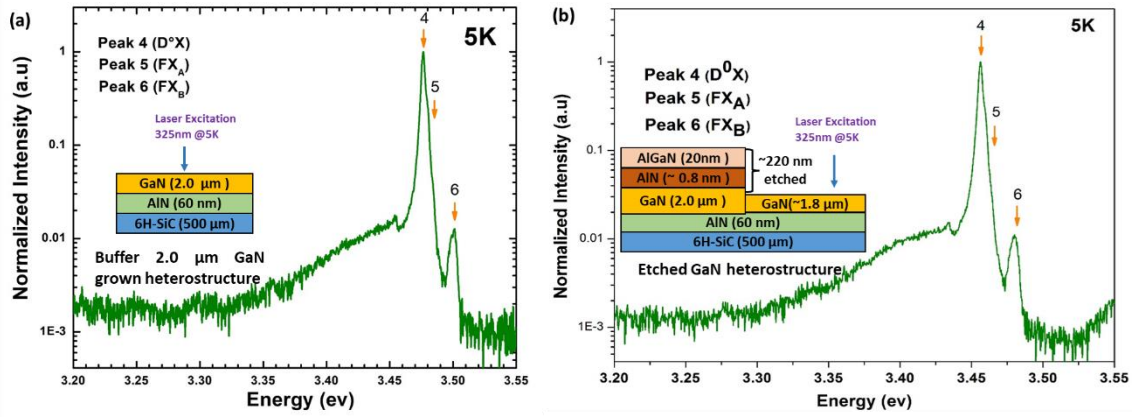 (a)
4
5K
Peak 4 (D°X)
Peak 5 (FXA)
Peak 6 (FXB)
5
Laser Excitation
325nm @5K
6
GaN (2.0 µm )
AlN (60 nm)
6H-SiC (500 µm)
Buffer 2.0 µm GaN
grown heterostructure
Normalized Intensity (a.u)
1
0.1
0.01
1E-3
3.20 3.25 3.30 3.35 3.40 3.45 3.50 3.55
Energy (ev)
(b)
4
5K
Peak 4 (D0X)
Peak 5 (FXA)
Peak 6 (FXB)
5
Laser Excitation
325nm @5K
6
AlGaN (20nm )
AlN (~ 0.8 nm)
~220 nm
etched
GaN (2.0 µm )
GaN(~1.8 µm)
AlN (60 nm)
6H-SiC (500 µm)
Etched GaN heterostructure
Normalized Intensity (a.u)
1
0.1
0.01
1E-3
3.20 3.25 3.30 3.35 3.40 3.45 3.50 3.55
Energy (ev)